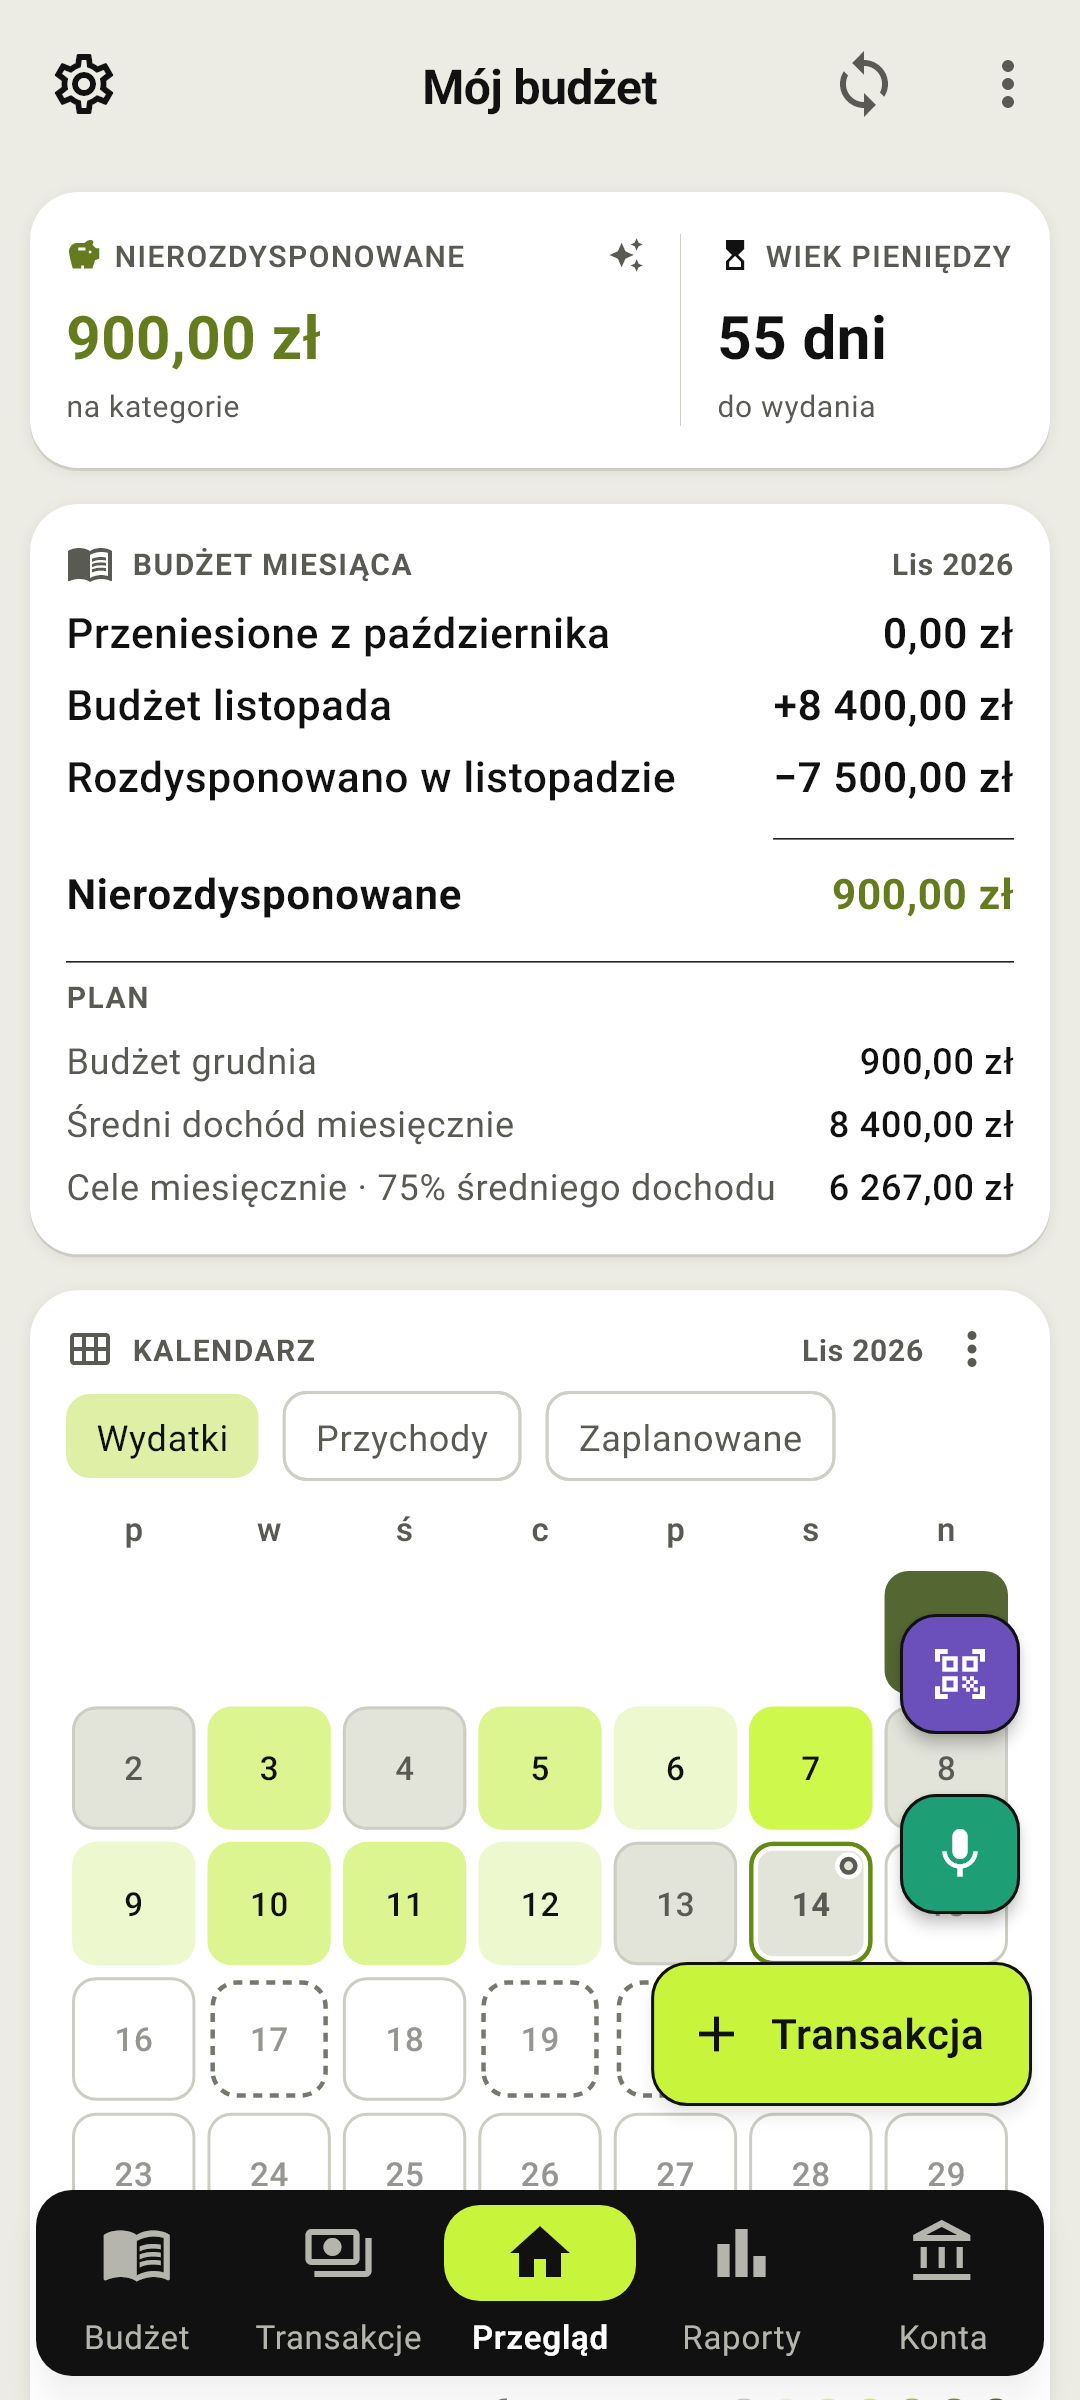 Mój budżet
NIEROZDYSPONOWANE
900,00 zł
na kategorie
WIEK PIENIĘDZY
55 dni
do wydania
BUDŻET MIESIĄCA Lis 2026
Przeniesione z października 0,00 zł
Budżet listopada +8 400,00 zł
Rozdysponowano w listopadzie −7 500,00 zł
Nierozdysponowane 900,00 zł
PLAN
Budżet grudnia 900,00 zł
Średni dochód miesięcznie 8 400,00 zł
Cele miesięcznie · 75% średniego dochodu 6 267,00 zł
KALENDARZ Lis 2026
Wydatki Przychody Zaplanowane
p w ś c p s n
2 3 4 5 6 7 8
9 10 11 12 13 14
16 17 18 19
+ Transakcja
23 24 25 26 27 28 29
Budżet Transakcje Przegląd Raporty Konta